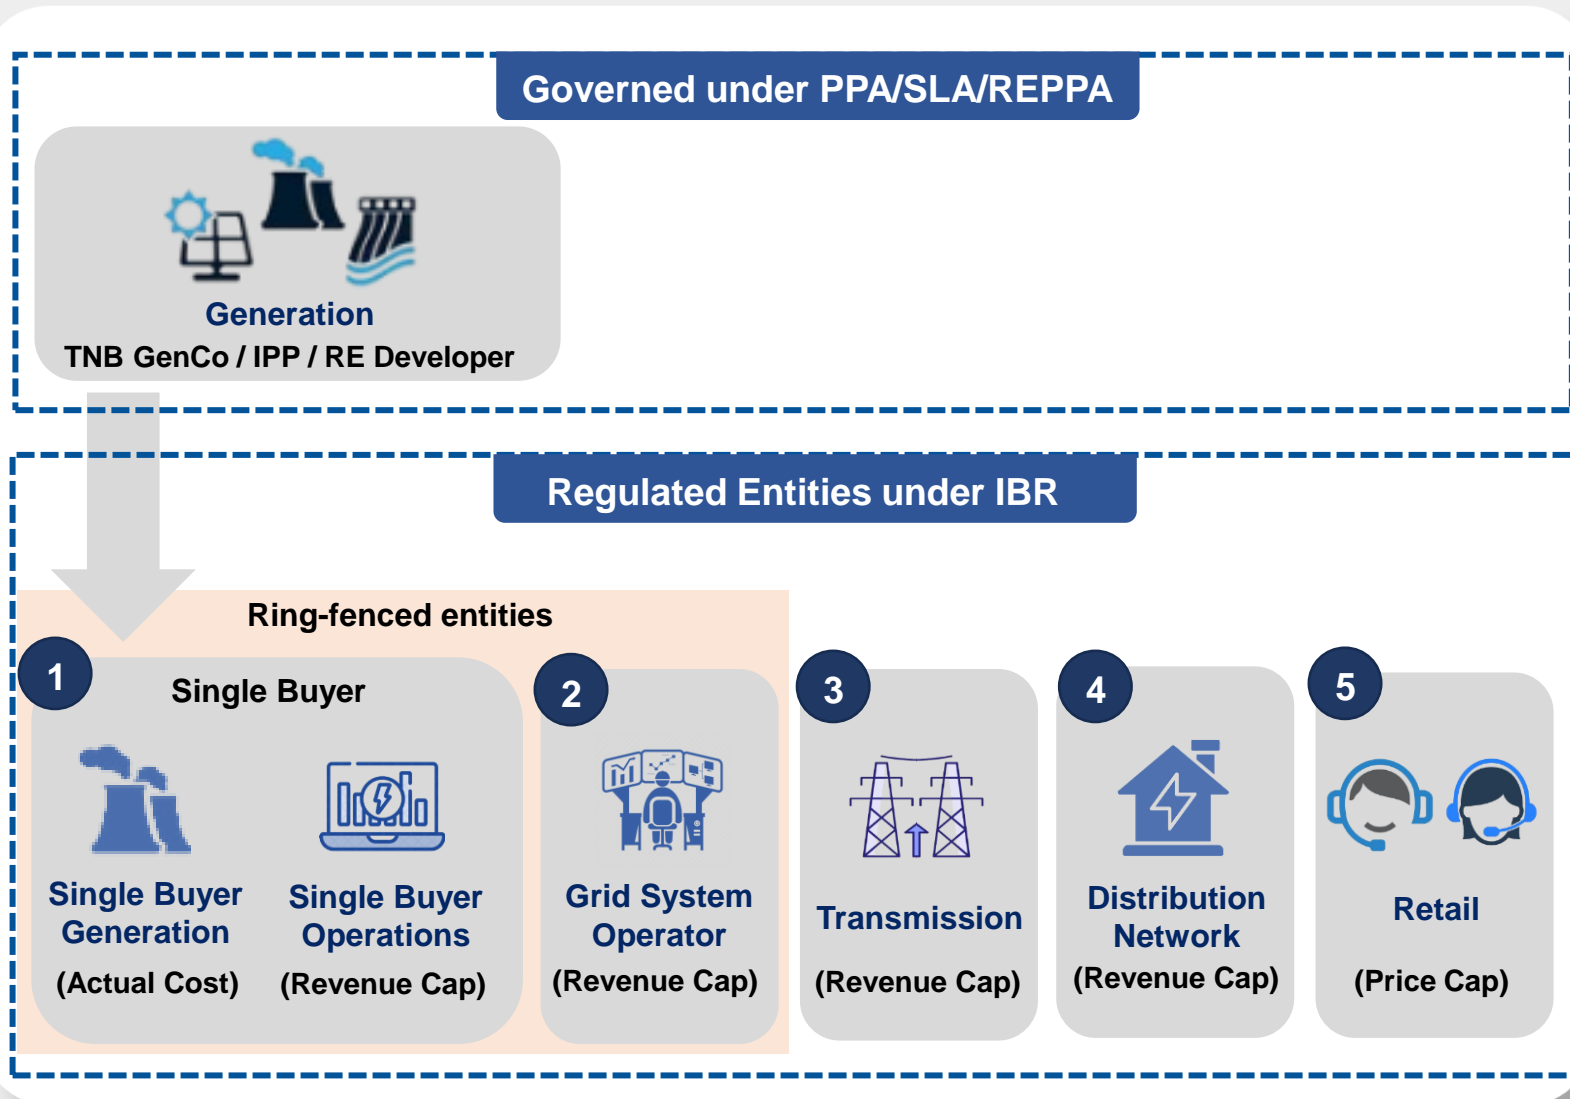 Governed under PPA/SLA/REPPA
Generation
TNB GenCo / IPP / RE Developer
Regulated Entities under IBR
Ring-fenced entities
1
Single Buyer
Single Buyer
Generation
(Actual Cost)
Single Buyer
Operations
(Revenue Cap)
2
Grid System
Operator
(Revenue Cap)
3
Transmission
(Revenue Cap)
4
Distribution
Network
(Revenue Cap)
5
Retail
(Price Cap)